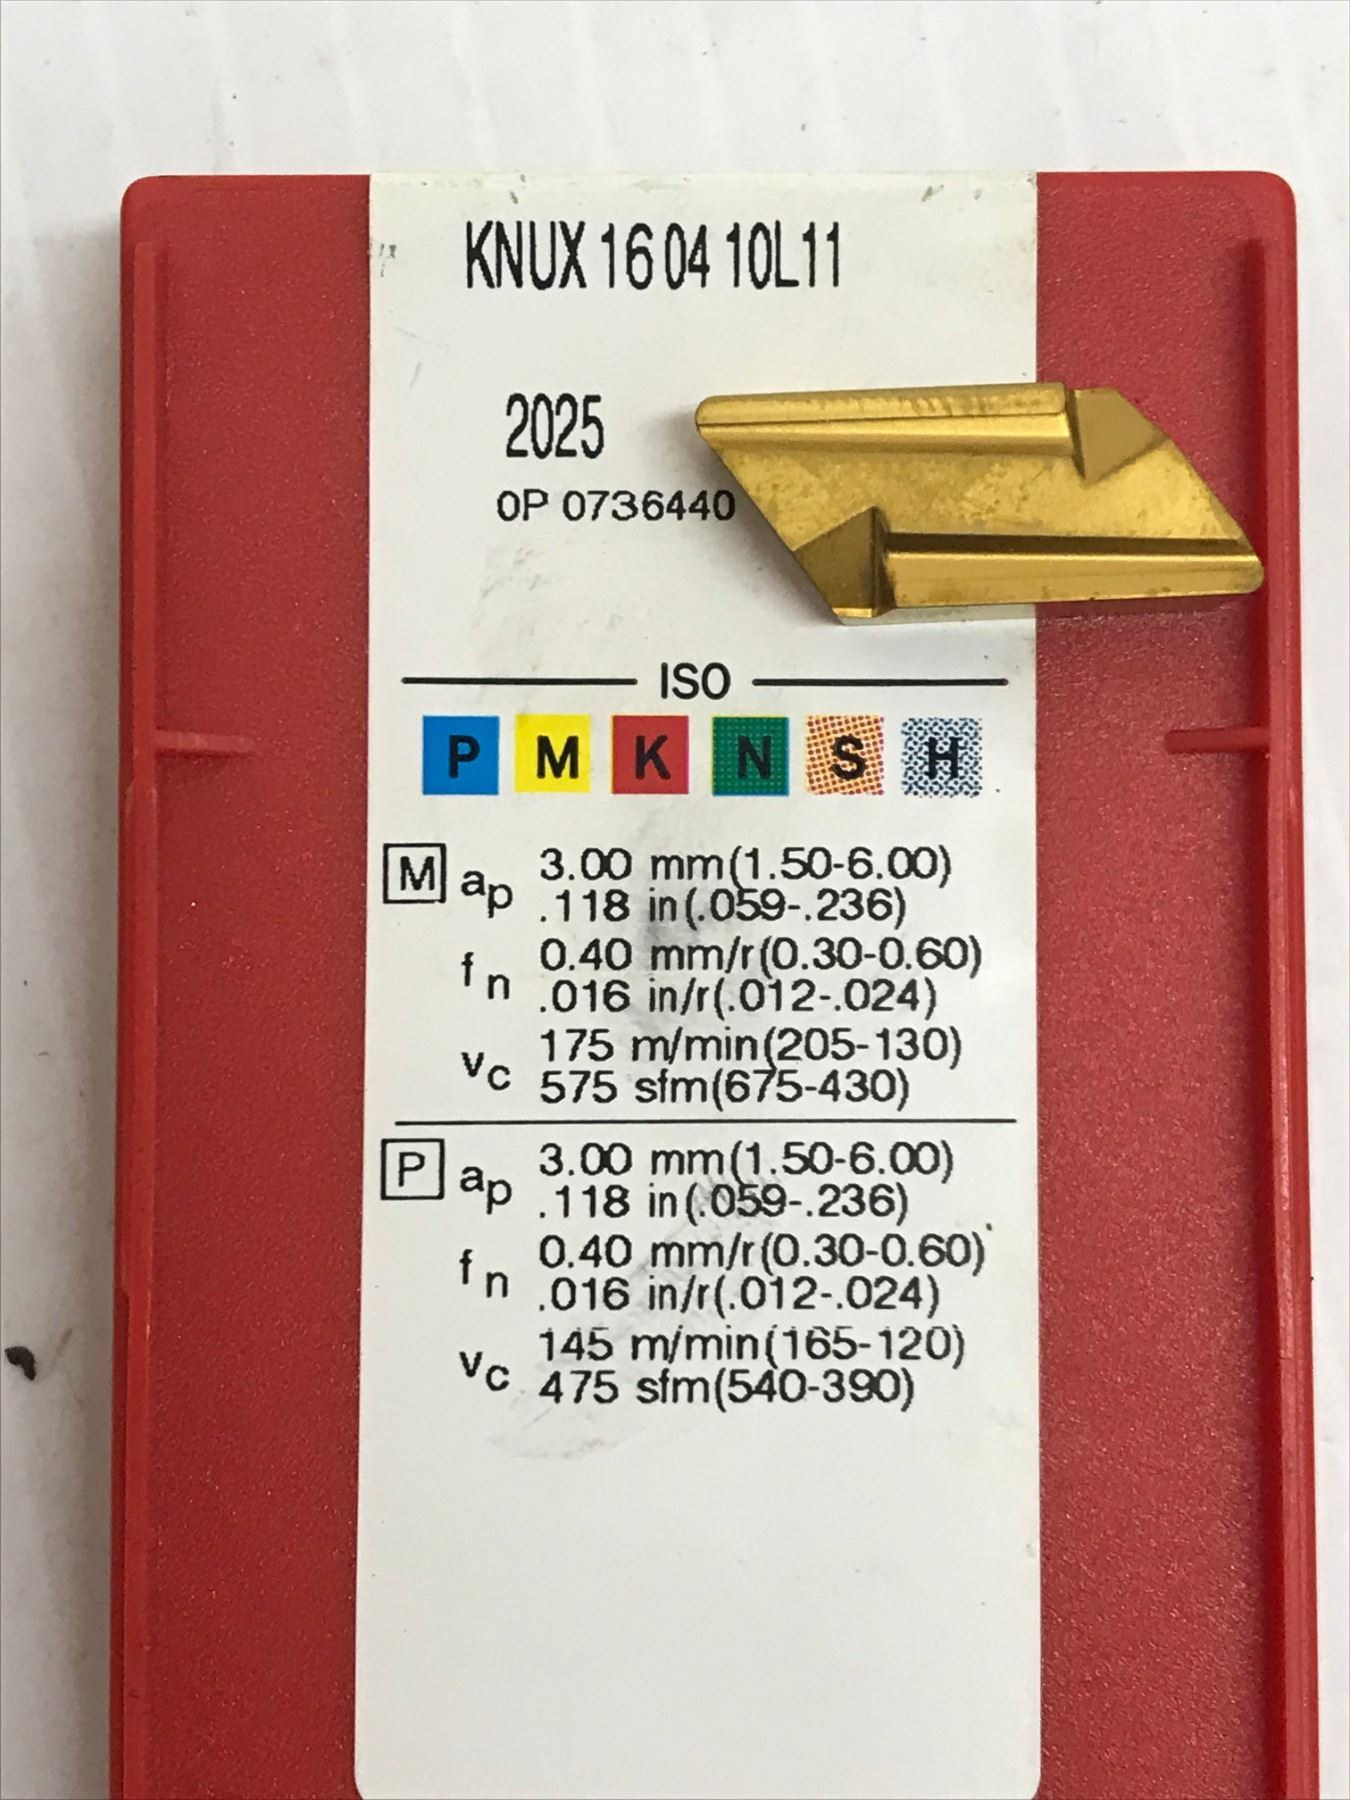 KNUX 16 04 10L11
2025
OP 0736440
ISO
P M K N S H
M ap 3.00 mm(1.50-6.00)
.118 in(.059-.236)
fn 0.40 mm/r(0.30-0.60)
.016 in/r(.012-.024)
vc 175 m/min(205-130)
575 sfm(675-430)
P ap 3.00 mm(1.50-6.00)
.118 in(.059-.236)
fn 0.40 mm/r(0.30-0.60)
.016 in/r(.012-.024)
vc 145 m/min(165-120)
475 sfm(540-390)